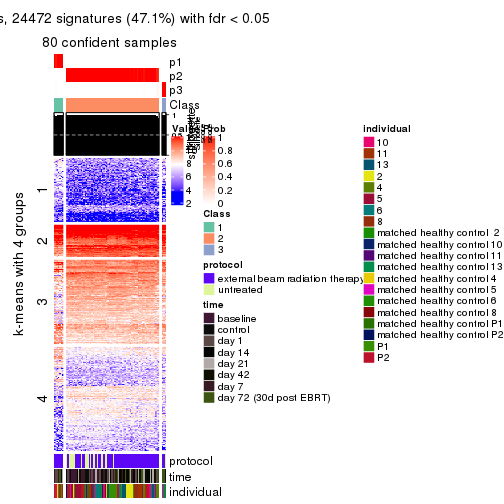 s, 24472 signatures (47.1%) with fdr < 0.05
80 confident samples
p1
p2
p3
Class
1
2
3
4
k-means with 4 groups
protocol
time
individual
2
4
6
8
Prob
1
0.8
0.6
0.4
0.2
0
Class
1
2
3
protocol
external beam radiation therapy
untreated
time
baseline
control
day 1
day 14
day 21
day 42
day 7
day 72 (30d post EBRT)
individual
10
11
13
2
4
5
6
8
matched healthy control 2
matched healthy control 10
matched healthy control 11
matched healthy control 13
matched healthy control 4
matched healthy control 5
matched healthy control 6
matched healthy control 8
matched healthy control P1
matched healthy control P2
P1
P2